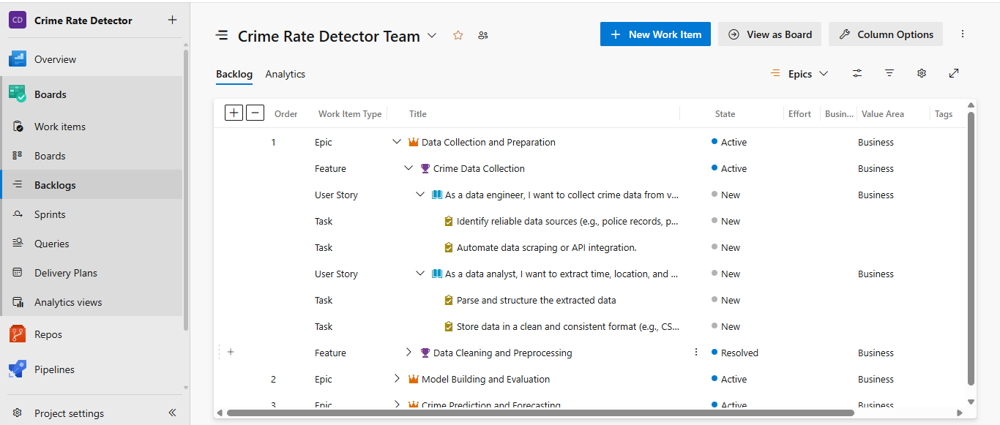 CD Crime Rate Detector +
Overview
Boards
Work items
Boards
Backlogs
Sprints
Queries
Delivery Plans
Analytics views
Repos
Pipelines
Project settings
Crime Rate Detector Team
+ New Work Item View as Board Column Options
Backlog Analytics
Epics
+ − Order Work Item Type Title State Effort Busin... Value Area Tags
1 Epic Data Collection and Preparation Active Business
Feature Crime Data Collection Active Business
User Story As a data engineer, I want to collect crime data from v... New Business
Task Identify reliable data sources (e.g., police records, p... New
Task Automate data scraping or API integration. New
User Story As a data analyst, I want to extract time, location, and ... New Business
Task Parse and structure the extracted data New
Task Store data in a clean and consistent format (e.g., CS... New
+ Feature Data Cleaning and Preprocessing Resolved Business
2 Epic Model Building and Evaluation Active Business
3 Epic Crime Prediction and Forecasting Active Business